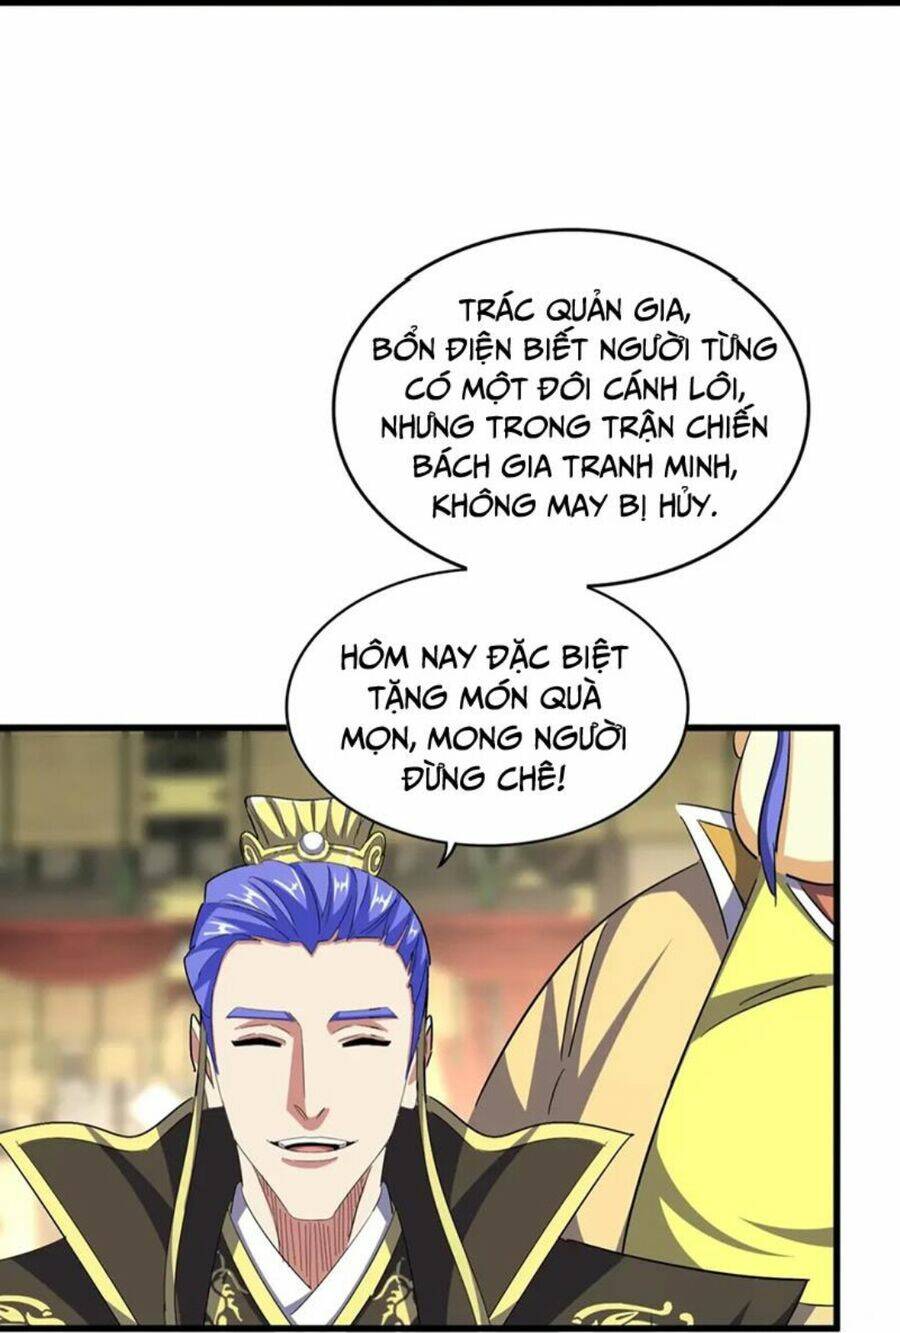 TRÁC QUẢN GIA,
BỔN ĐIỆN BIẾT NGƯỜI TỪNG
CÓ MỘT ĐÔI CÁNH LÔI,
NHƯNG TRONG TRẬN CHIẾN
BÁCH GIA TRANH MINH,
KHÔNG MAY BỊ HỦY.
HÔM NAY ĐẶC BIỆT
TẶNG MÓN QUÀ
MỌN, MONG NGƯỜI
ĐỪNG CHÊ!